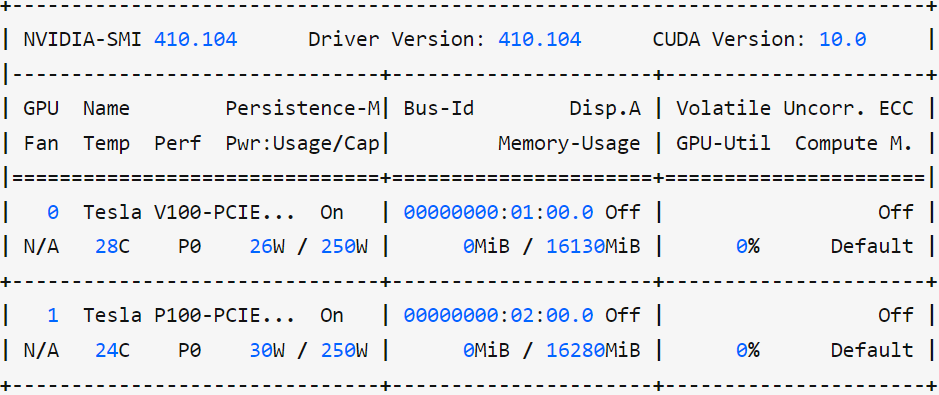 +-----------------------------------------------------------------------------+
| NVIDIA-SMI 410.104      Driver Version: 410.104      CUDA Version: 10.0     |
|-------------------------------+----------------------+----------------------+
| GPU  Name        Persistence-M| Bus-Id        Disp.A | Volatile Uncorr. ECC |
| Fan  Temp  Perf  Pwr:Usage/Cap|         Memory-Usage | GPU-Util  Compute M. |
|===============================+======================+======================|
|   0  Tesla V100-PCIE...  On   | 00000000:01:00.0 Off |                  Off |
| N/A   28C    P0    26W / 250W |      0MiB / 16130MiB |      0%      Default |
+-------------------------------+----------------------+----------------------+
|   1  Tesla P100-PCIE...  On   | 00000000:02:00.0 Off |                  Off |
| N/A   24C    P0    30W / 250W |      0MiB / 16280MiB |      0%      Default |
+-------------------------------+----------------------+----------------------+